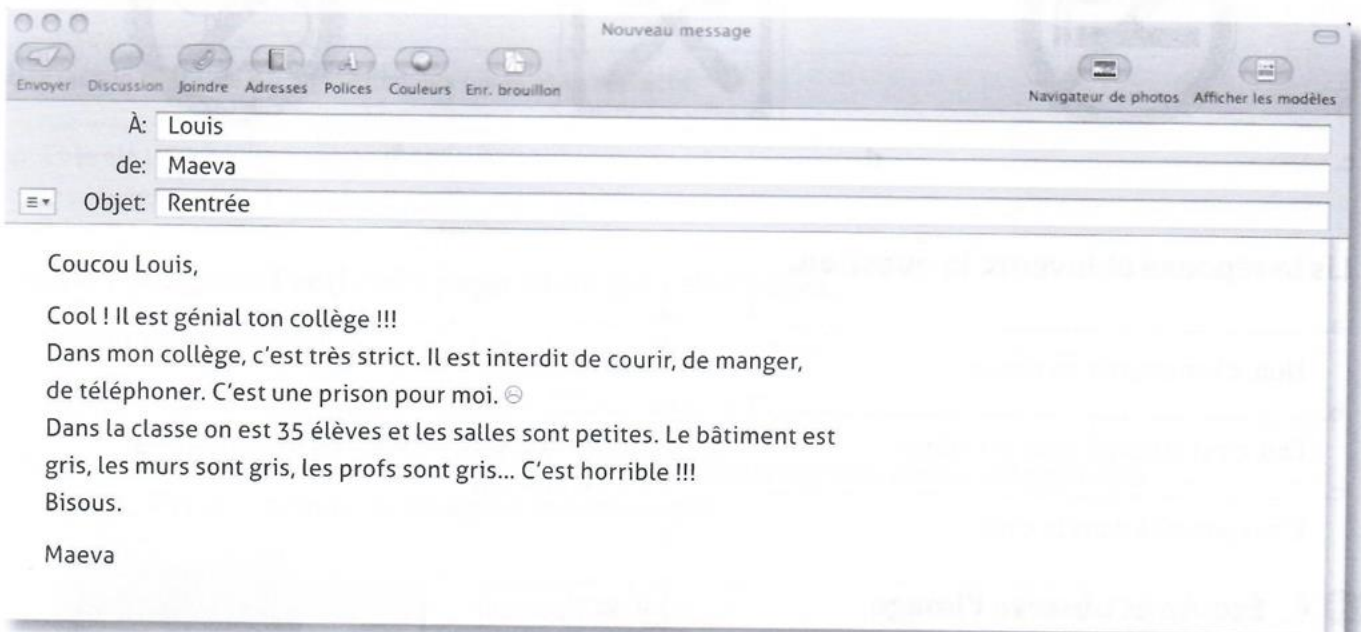 Nouveau message
Envoyer Discussion Joindre Adresses Polices Couleurs Enr. brouillon
Navigateur de photos Afficher les modèles
À: Louis
de: Maeva
Objet: Rentrée
Coucou Louis,
Cool ! Il est génial ton collège !!!
Dans mon collège, c'est très strict. Il est interdit de courir, de manger,
de téléphoner. C'est une prison pour moi. ☹
Dans la classe on est 35 élèves et les salles sont petites. Le bâtiment est
gris, les murs sont gris, les profs sont gris... C'est horrible !!!
Bisous.
Maeva